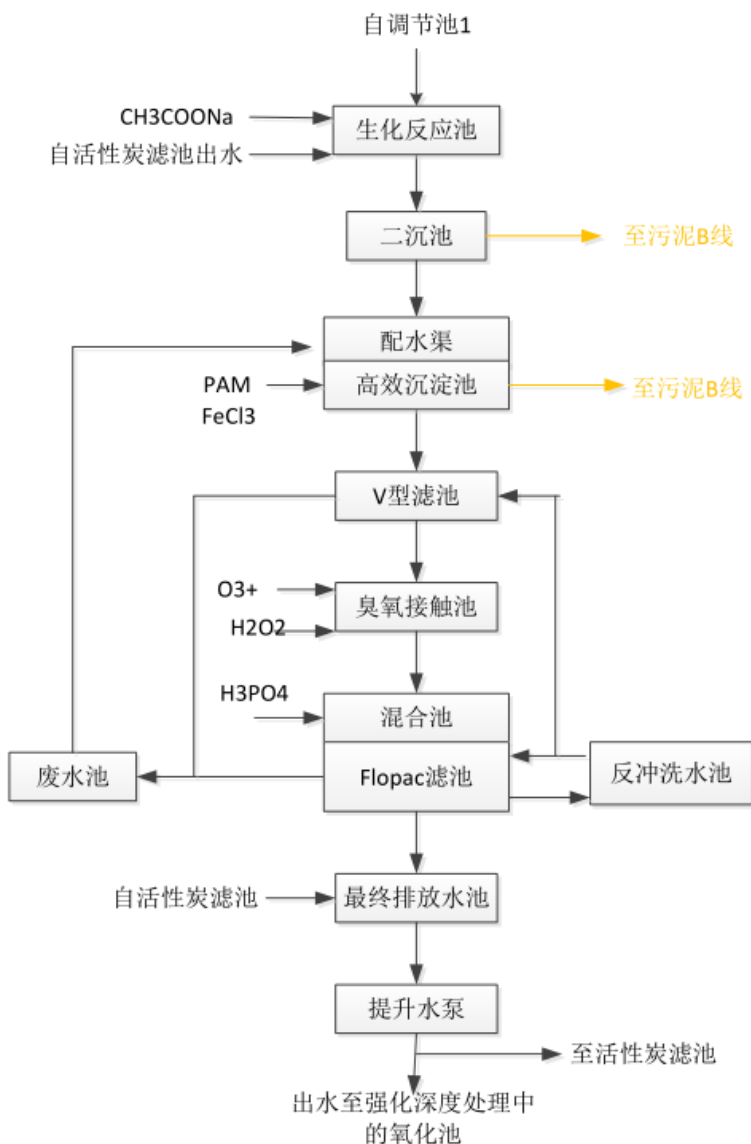 自调节池1
CH3COONa
生化反应池
自活性炭滤池出水
二沉池
至污泥B线
配水渠
PAM
高效沉淀池
至污泥B线
FeCl3
V型滤池
O3+
臭氧接触池
H2O2
H3PO4
混合池
废水池
Flopac滤池
反冲洗水池
自活性炭滤池
最终排放水池
提升水泵
至活性炭滤池
出水至强化深度处理中
的氧化池